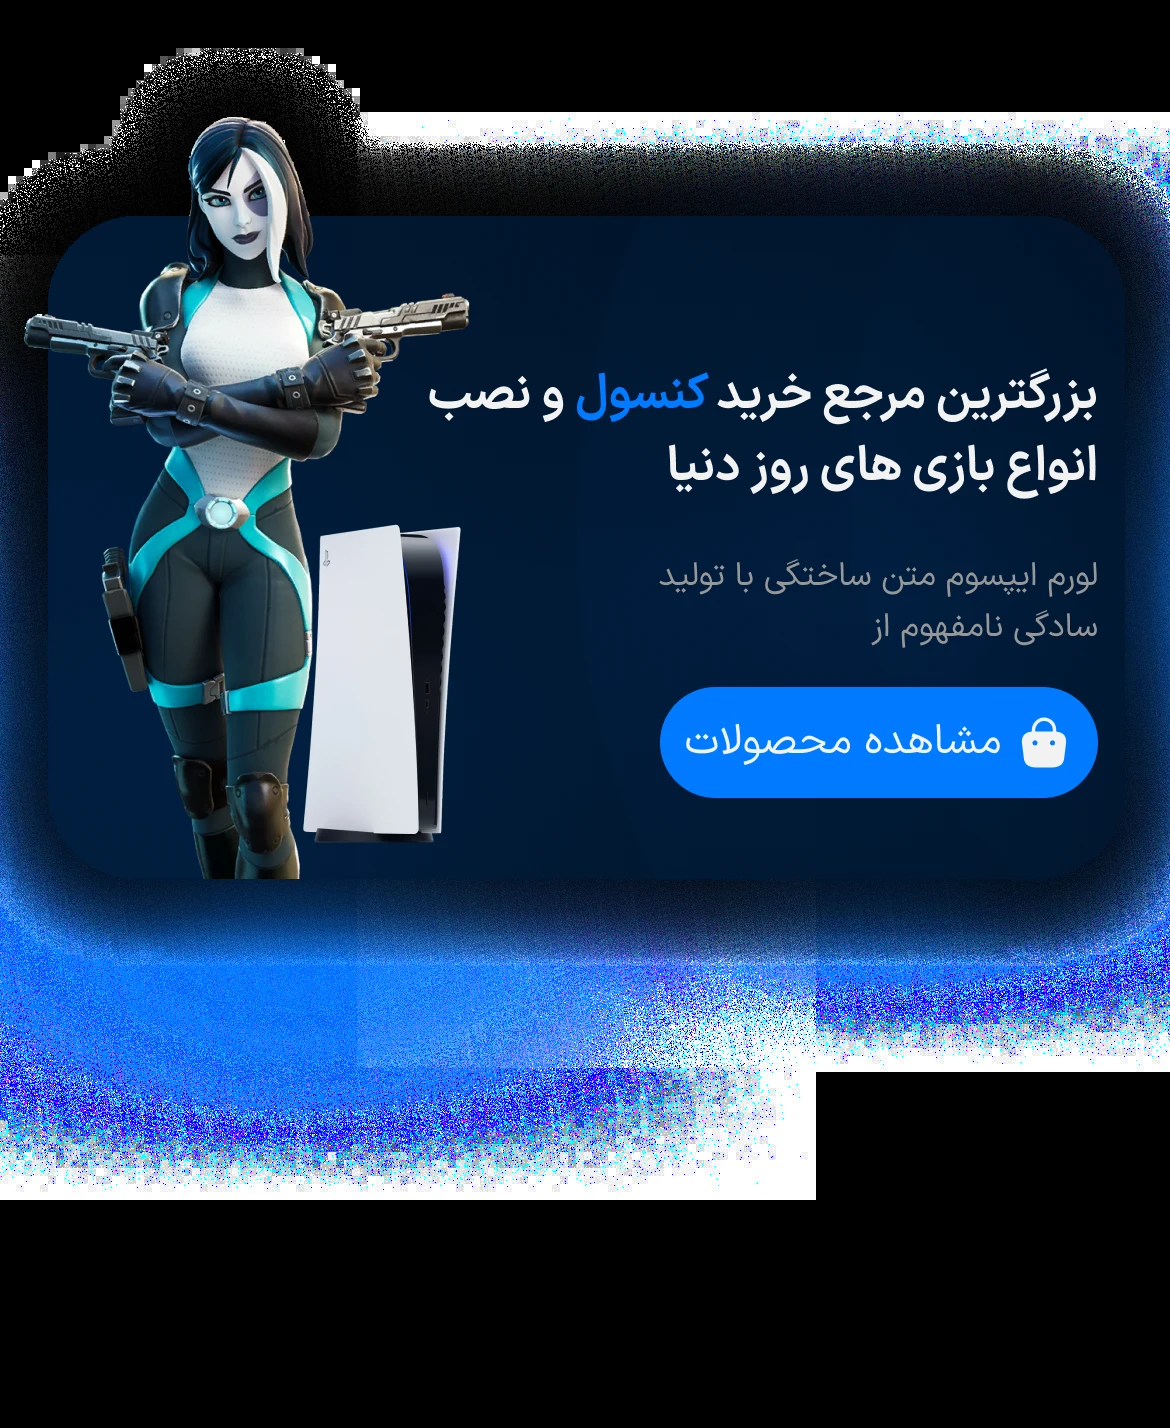 بزرگترین مرجع خرید کنسول و نصب
انواع بازی های روز دنیا
لورم ایپسوم متن ساختگی با تولید
سادگی نامفهوم از
مشاهده محصولات